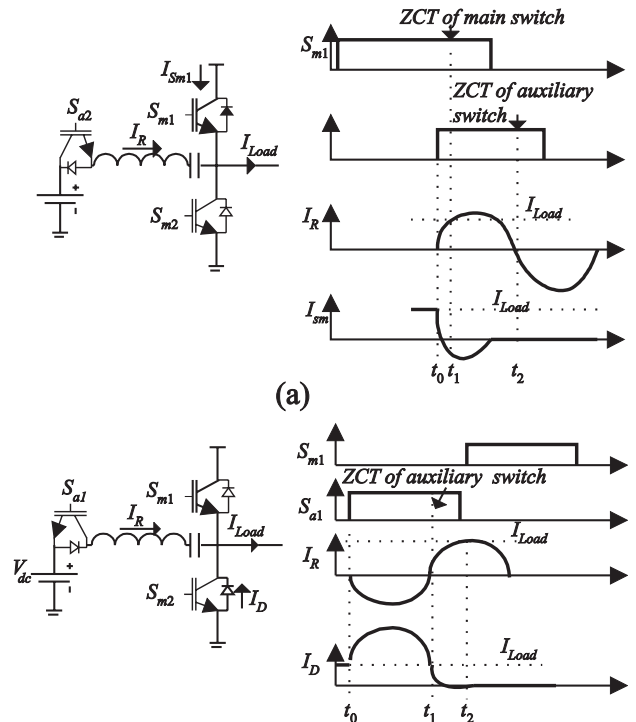 ZCT of main switch
I_Sm1
S_m1
S_a2
S_m1
ZCT of auxiliary
switch
I_R
I_Load
+
-
S_m2
I_Load
I_R
I_Load
I_sm
t_0 t_1 t_2
(a)
S_m1
S_a1
S_m1
ZCT of auxiliary switch
I_R
S_a1
I_Load
I_Load
V_dc
+
-
I_R
S_m2
I_D
I_Load
I_D
t_0 t_1 t_2